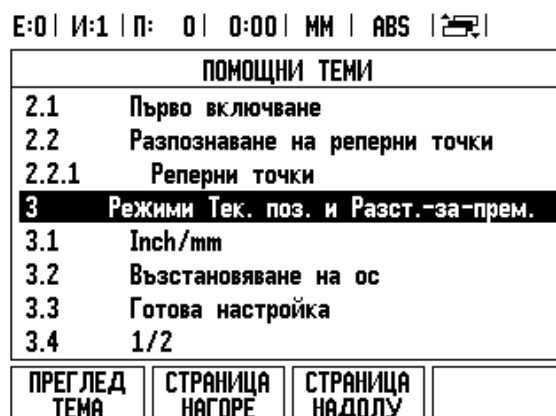 Е:0 | И:1 | П: 0 | 0:00 | MM | ABS |
ПОМОЩНИ ТЕМИ
2.1 Първо включване
2.2 Разпознаване на реперни точки
2.2.1 Реперни точки
3 Режими Тек. поз. и Разст.-за-прем.
3.1 Inch/mm
3.2 Възстановяване на ос
3.3 Готова настройка
3.4 1/2
ПРЕГЛЕД ТЕМА
СТРАНИЦА НАГОРЕ
СТРАНИЦА НАДОЛУ